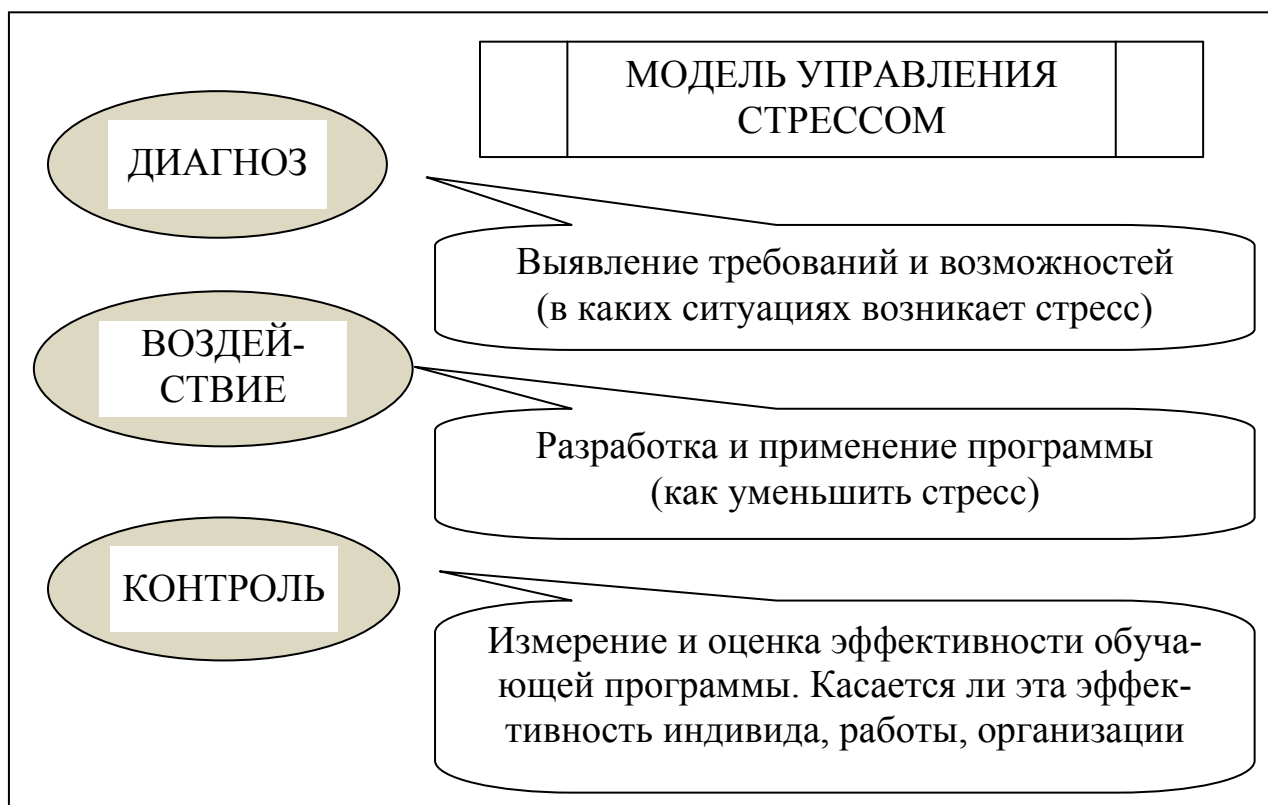 МОДЕЛЬ УПРАВЛЕНИЯ
СТРЕССОМ
ДИАГНОЗ
Выявление требований и возможностей
(в каких ситуациях возникает стресс)
ВОЗДЕЙ-
СТВИЕ
Разработка и применение программы
(как уменьшить стресс)
КОНТРОЛЬ
Измерение и оценка эффективности обуча-
ющей программы. Касается ли эта эффек-
тивность индивида, работы, организации